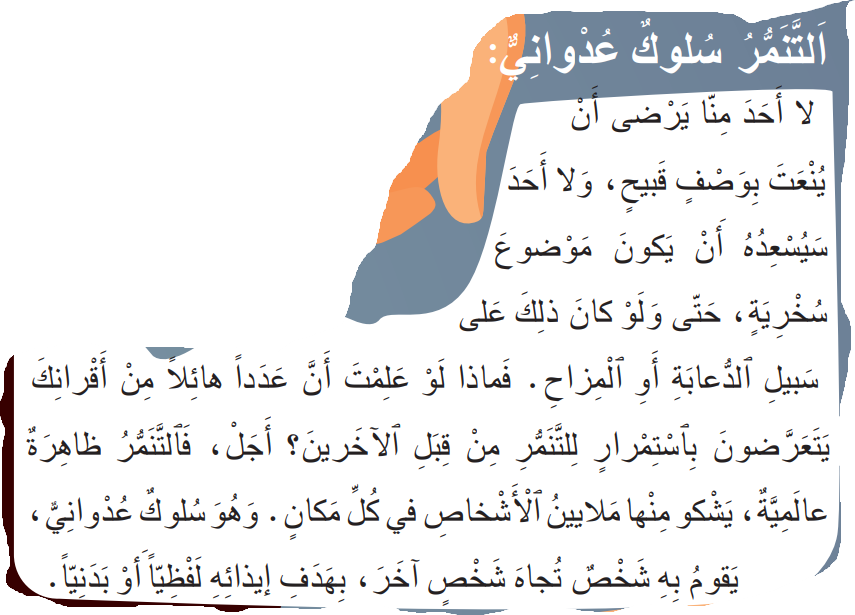 اَلتَّنَمُّرُ سُلوكٌ عُدْوانِيٌّ:
لا أَحَدَ مِنّا يَرْضى أَنْ
يُنْعَتَ بِوَصْفٍ قَبيحٍ، وَلا أَحَدَ
سَيُسْعِدُهُ أَنْ يَكونَ مَوْضوعَ
سُخْرِيَةٍ، حَتّى وَلَوْ كانَ ذلِكَ عَلى
سَبيلِ ٱلدُّعابَةِ أَوِ ٱلْمِزاحِ. فَماذا لَوْ عَلِمْتَ أَنَّ عَدَداً هائِلاً مِنْ أَقْرانِكَ
يَتَعَرَّضونَ بِٱسْتِمْرارٍ لِلتَّنَمُّرِ مِنْ قِبَلِ ٱلآخَرينَ؟ أَجَلْ، فَٱلتَّنَمُّرُ ظاهِرَةٌ
عالَمِيَّةٌ، يَشْكو مِنْها مَلايينُ ٱلْأَشْخاصِ في كُلِّ مَكانٍ. وَهُوَ سُلوكٌ عُدْوانِيٌّ،
يَقومُ بِهِ شَخْصٌ تُجاهَ شَخْصٍ آخَرَ، بِهَدَفِ إيذائِهِ لَفْظِيّاً أَوْ بَدَنِيّاً.